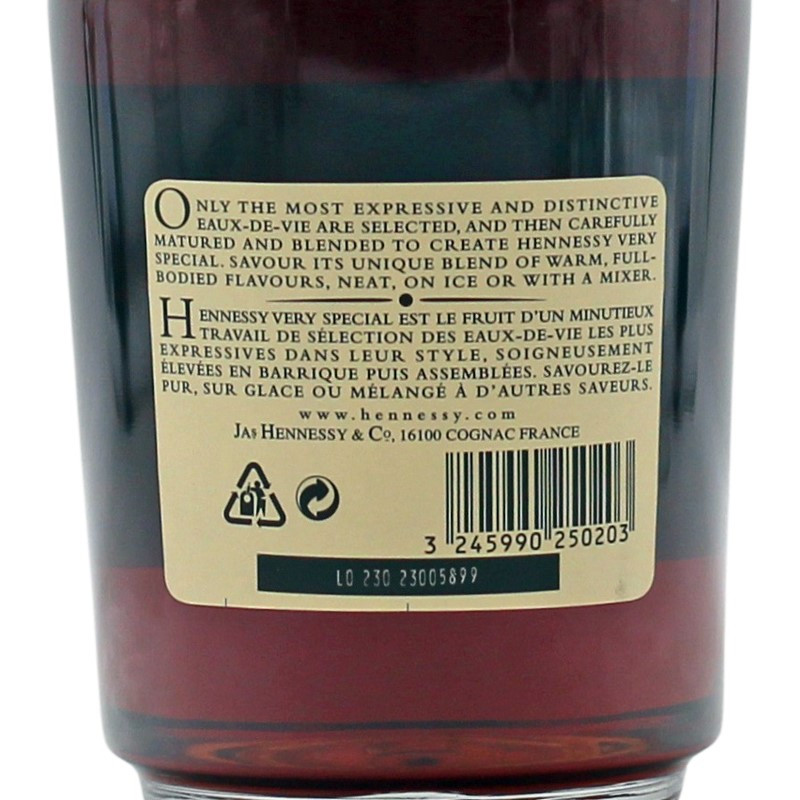 ONLY THE MOST EXPRESSIVE AND DISTINCTIVE
EAUX-DE-VIE ARE SELECTED, AND THEN CAREFULLY
MATURED AND BLENDED TO CREATE HENNESSY VERY
SPECIAL. SAVOUR ITS UNIQUE BLEND OF WARM, FULL-
BODIED FLAVOURS, NEAT, ON ICE OR WITH A MIXER.
HENNESSY VERY SPECIAL EST LE FRUIT D'UN MINUTIEUX
TRAVAIL DE SÉLECTION DES EAUX-DE-VIE LES PLUS
EXPRESSIVES DANS LEUR STYLE, SOIGNEUSEMENT
ÉLEVÉES EN BARRIQUE PUIS ASSEMBLÉES. SAVOUREZ-LE
PUR, SUR GLACE OU MÉLANGÉ À D'AUTRES SAVEURS.
www.hennessy.com
JAs HENNESSY & Co, 16100 COGNAC FRANCE
3 245990 250203
L0 230 23005899